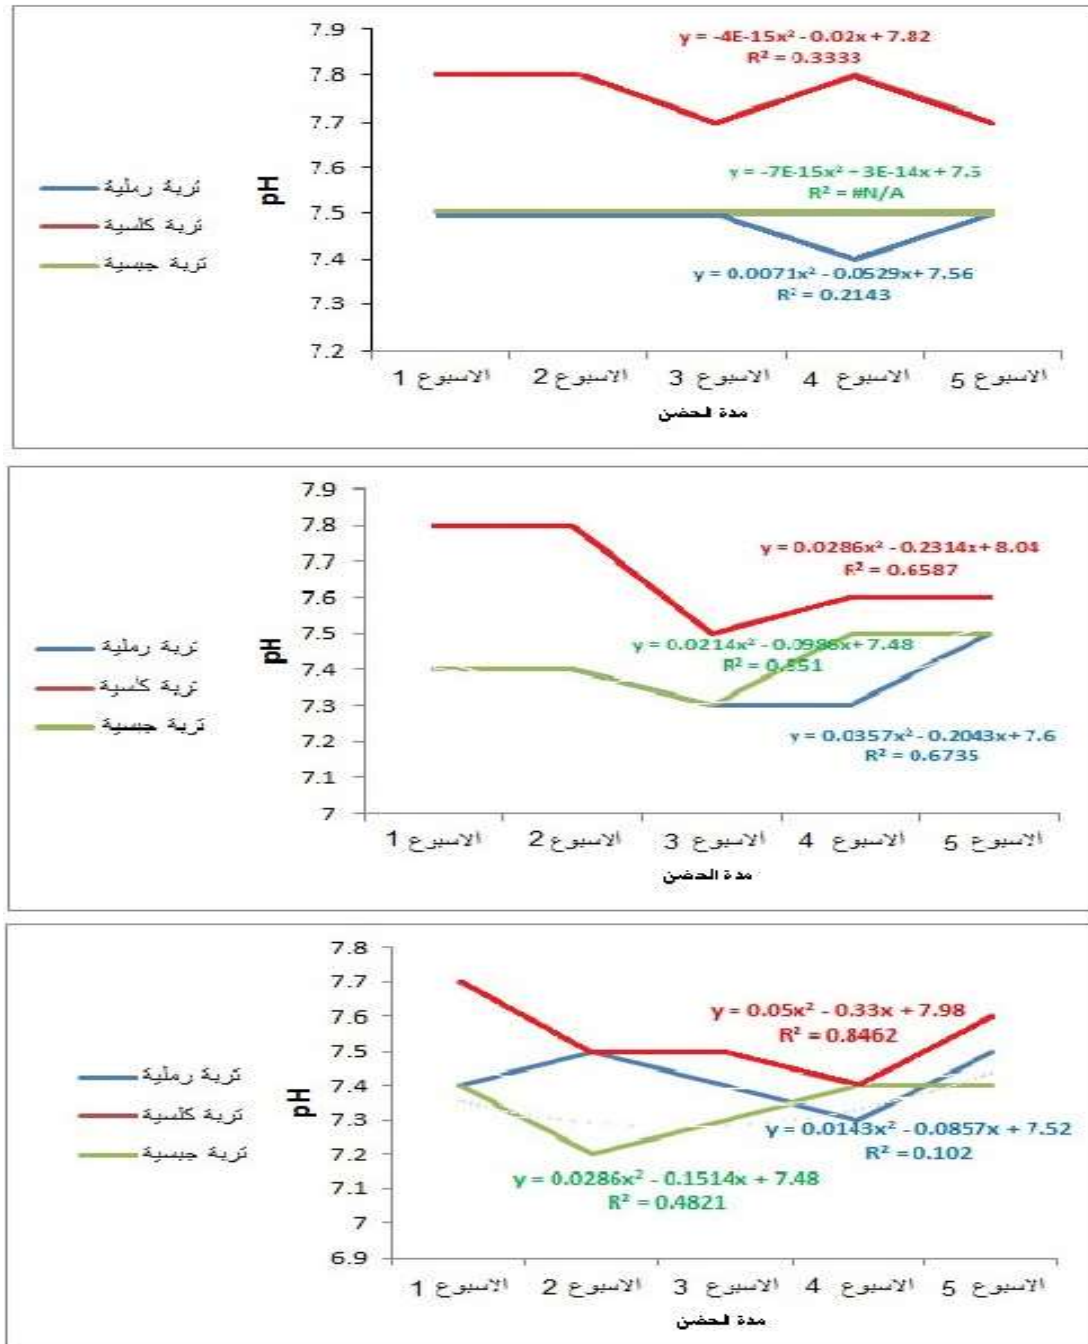 7.9
7.8
7.7
7.6
7.5
7.4
7.3
7.2
pH
y = -4E-15x² - 0.02x + 7.82
R² = 0.3333
y = -7E-15x² - 3E-14x + 7.5
R² = #N/A
y = 0.0071x² - 0.0529x + 7.56
R² = 0.2143
تربة رملية
تربة كلسية
تربة جبسية
الاسبوع 1
الاسبوع 2
الاسبوع 3
الاسبوع 4
الاسبوع 5
مدة الحضن
7.9
7.8
7.7
7.6
7.5
7.4
7.3
7.2
7.1
7
pH
y = 0.0286x² - 0.2314x + 8.04
R² = 0.6587
y = 0.0214x² - 0.0986x + 7.48
y = 0.0357x² - 0.2043x + 7.6
R² = 0.6735
تربة رملية
تربة كلسية
تربة جبسية
الاسبوع 1
الاسبوع 2
الاسبوع 3
الاسبوع 4
الاسبوع 5
مدة الحضن
7.8
7.7
7.6
7.5
7.4
7.3
7.2
7.1
7
6.9
pH
y = 0.05x² - 0.33x + 7.98
R² = 0.8462
y = 0.0143x² - 0.0857x + 7.52
R² = 0.102
y = 0.0286x² - 0.1514x + 7.48
R² = 0.4821
تربة رملية
تربة كلسية
تربة جبسية
الاسبوع 1
الاسبوع 2
الاسبوع 3
الاسبوع 4
الاسبوع 5
مدة الحضن